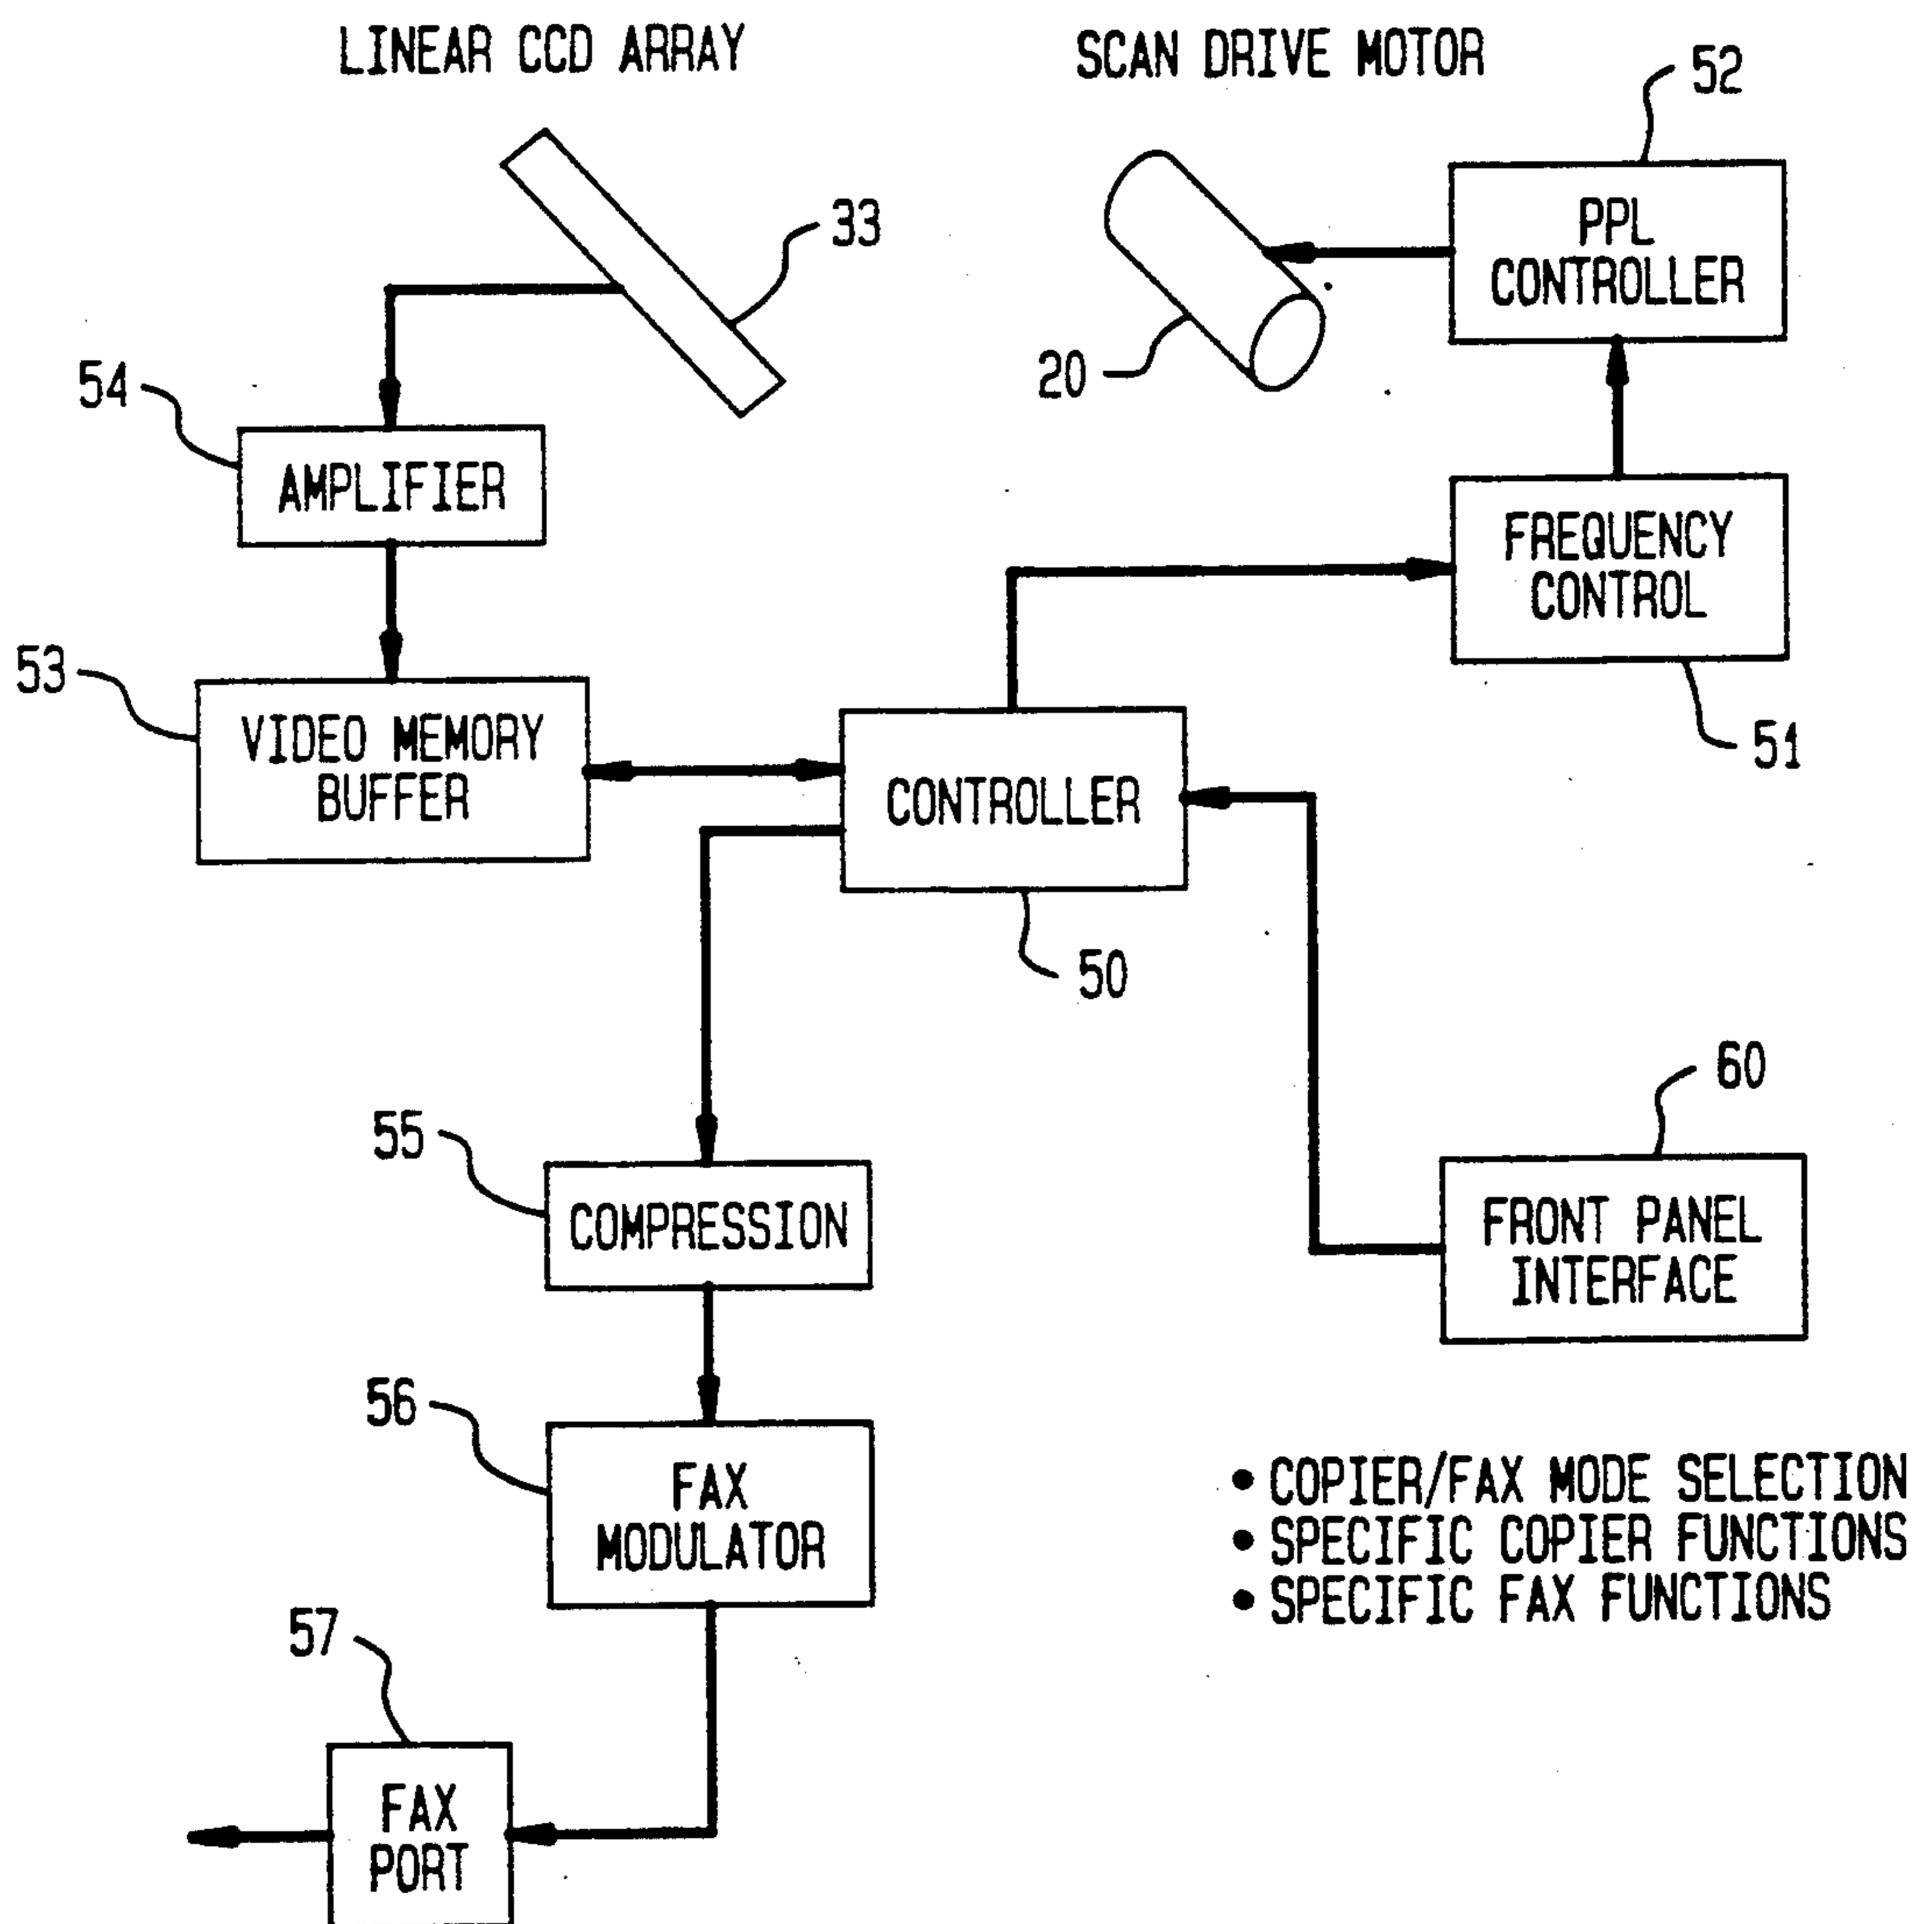 LINEAR CCD ARRAY
SCAN DRIVE MOTOR
52
PPL
CONTROLLER
33
20
54
AMPLIFIER
FREQUENCY
CONTROL
51
53
VIDEO MEMORY
BUFFER
CONTROLLER
50
60
55
COMPRESSION
FRONT PANEL
INTERFACE
56
FAX
MODULATOR
• COPIER/FAX MODE SELECTION
• SPECIFIC COPIER FUNCTIONS
• SPECIFIC FAX FUNCTIONS
57
FAX
PORT